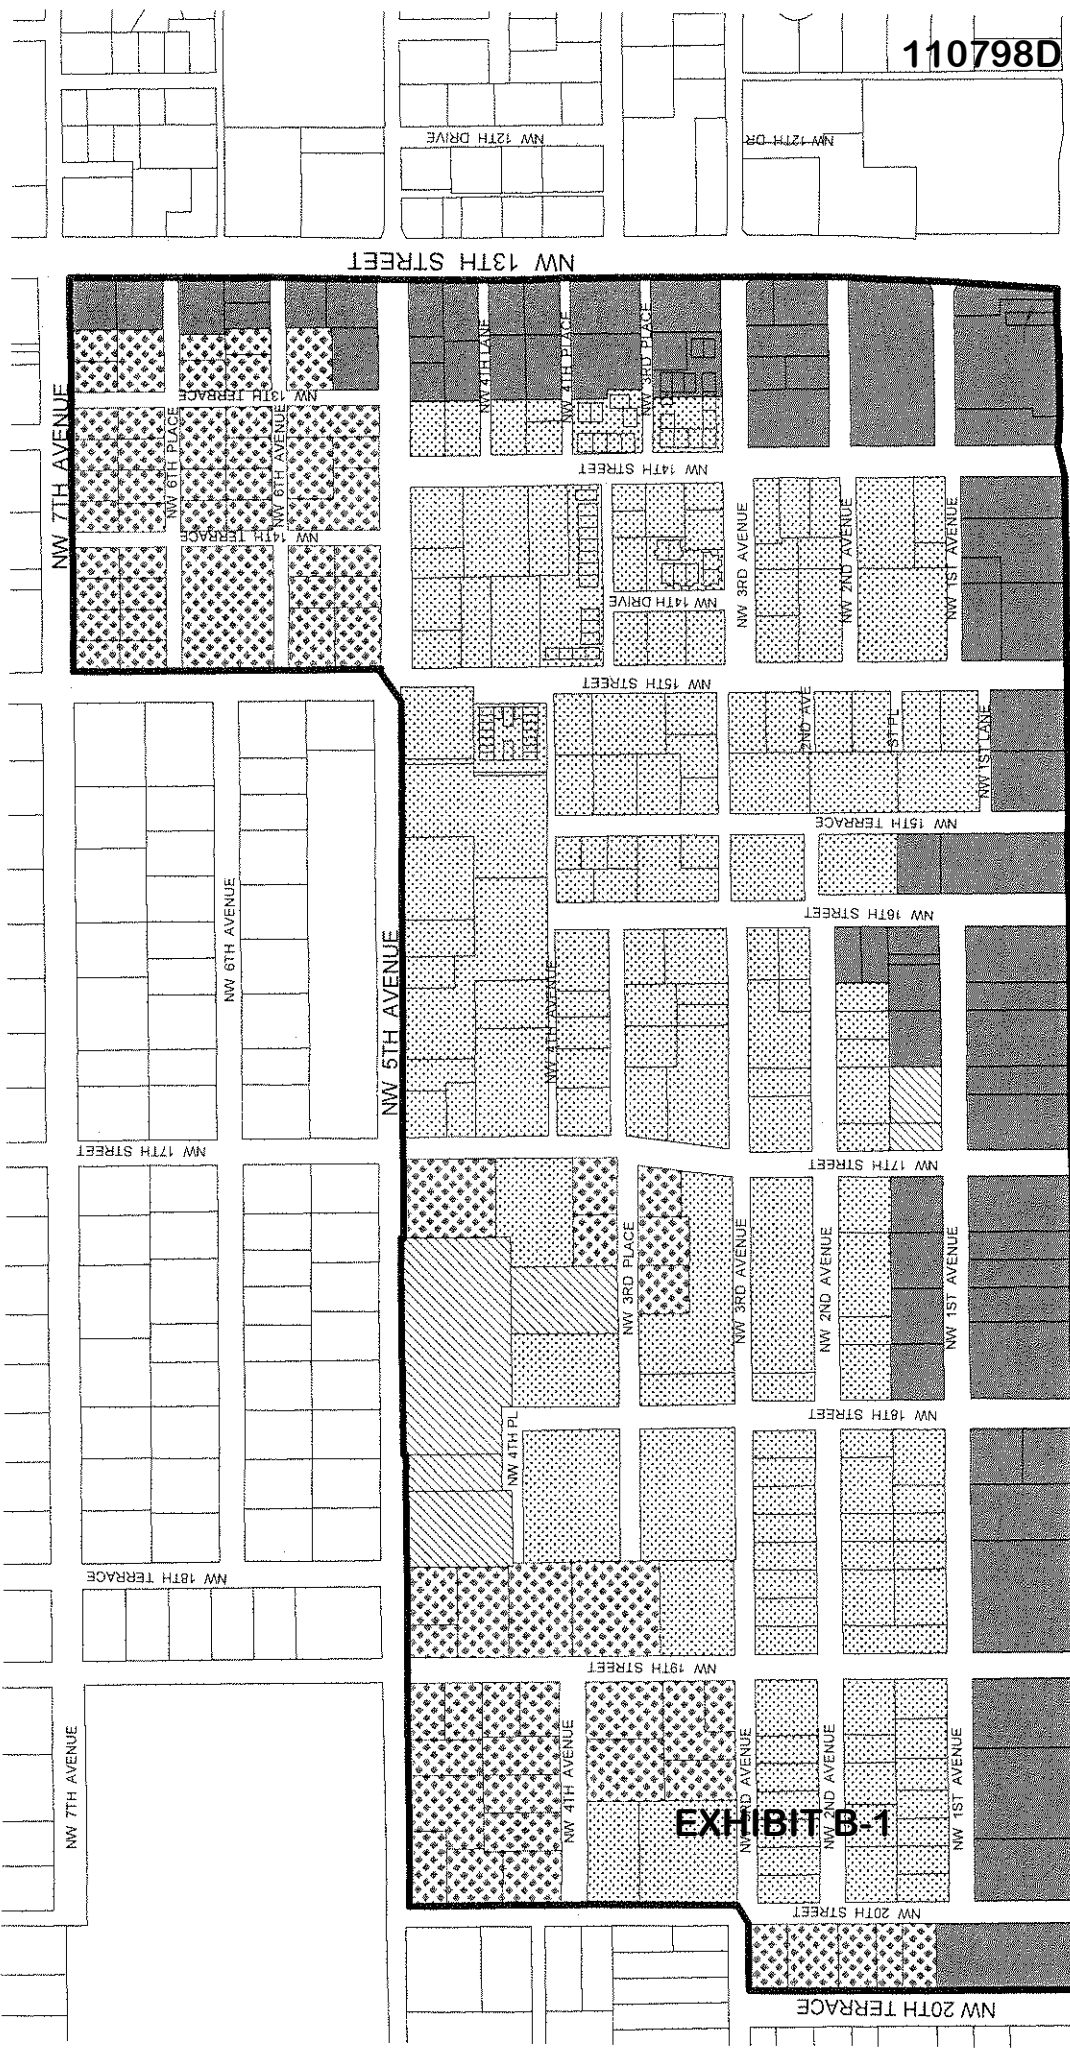 110798D
NW 12TH DRIVE
NW 12TH DR
NW 13TH STREET
NW 4TH LANE
NW 4TH PLACE
NW 3RD PLACE
NW 13TH TERRACE
NW 7TH AVENUE
NW 6TH PLACE
NW 6TH AVENUE
NW 14TH STREET
NW 14TH TERRACE
NW 3RD AVENUE
NW 2ND AVENUE
NW 1ST AVENUE
NW 14TH DRIVE
NW 15TH STREET
2ND AVE
1ST PL
NW 1ST LANE
NW 15TH TERRACE
NW 16TH STREET
NW 6TH AVENUE
NW 5TH AVENUE
NW 4TH AVENUE
NW 17TH STREET
NW 17TH STREET
NW 3RD PLACE
NW 3RD AVENUE
NW 2ND AVENUE
NW 1ST AVENUE
NW 18TH STREET
NW 4TH PL
NW 18TH TERRACE
NW 19TH STREET
NW 7TH AVENUE
NW 4TH AVENUE
NW 3RD AVENUE
NW 2ND AVENUE
NW 1ST AVENUE
EXHIBIT B-1
NW 20TH STREET
NW 20TH TERRACE